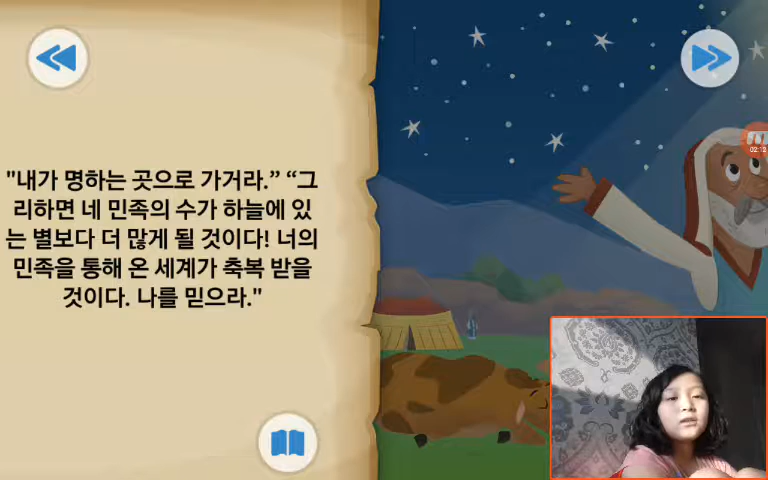 "내가 명하는 곳으로 가거라.” “그
리하면 네 민족의 수가 하늘에 있
는 별보다 더 많게 될 것이다! 너의
민족을 통해 온 세계가 축복 받을
것이다. 나를 믿으라."
02:12